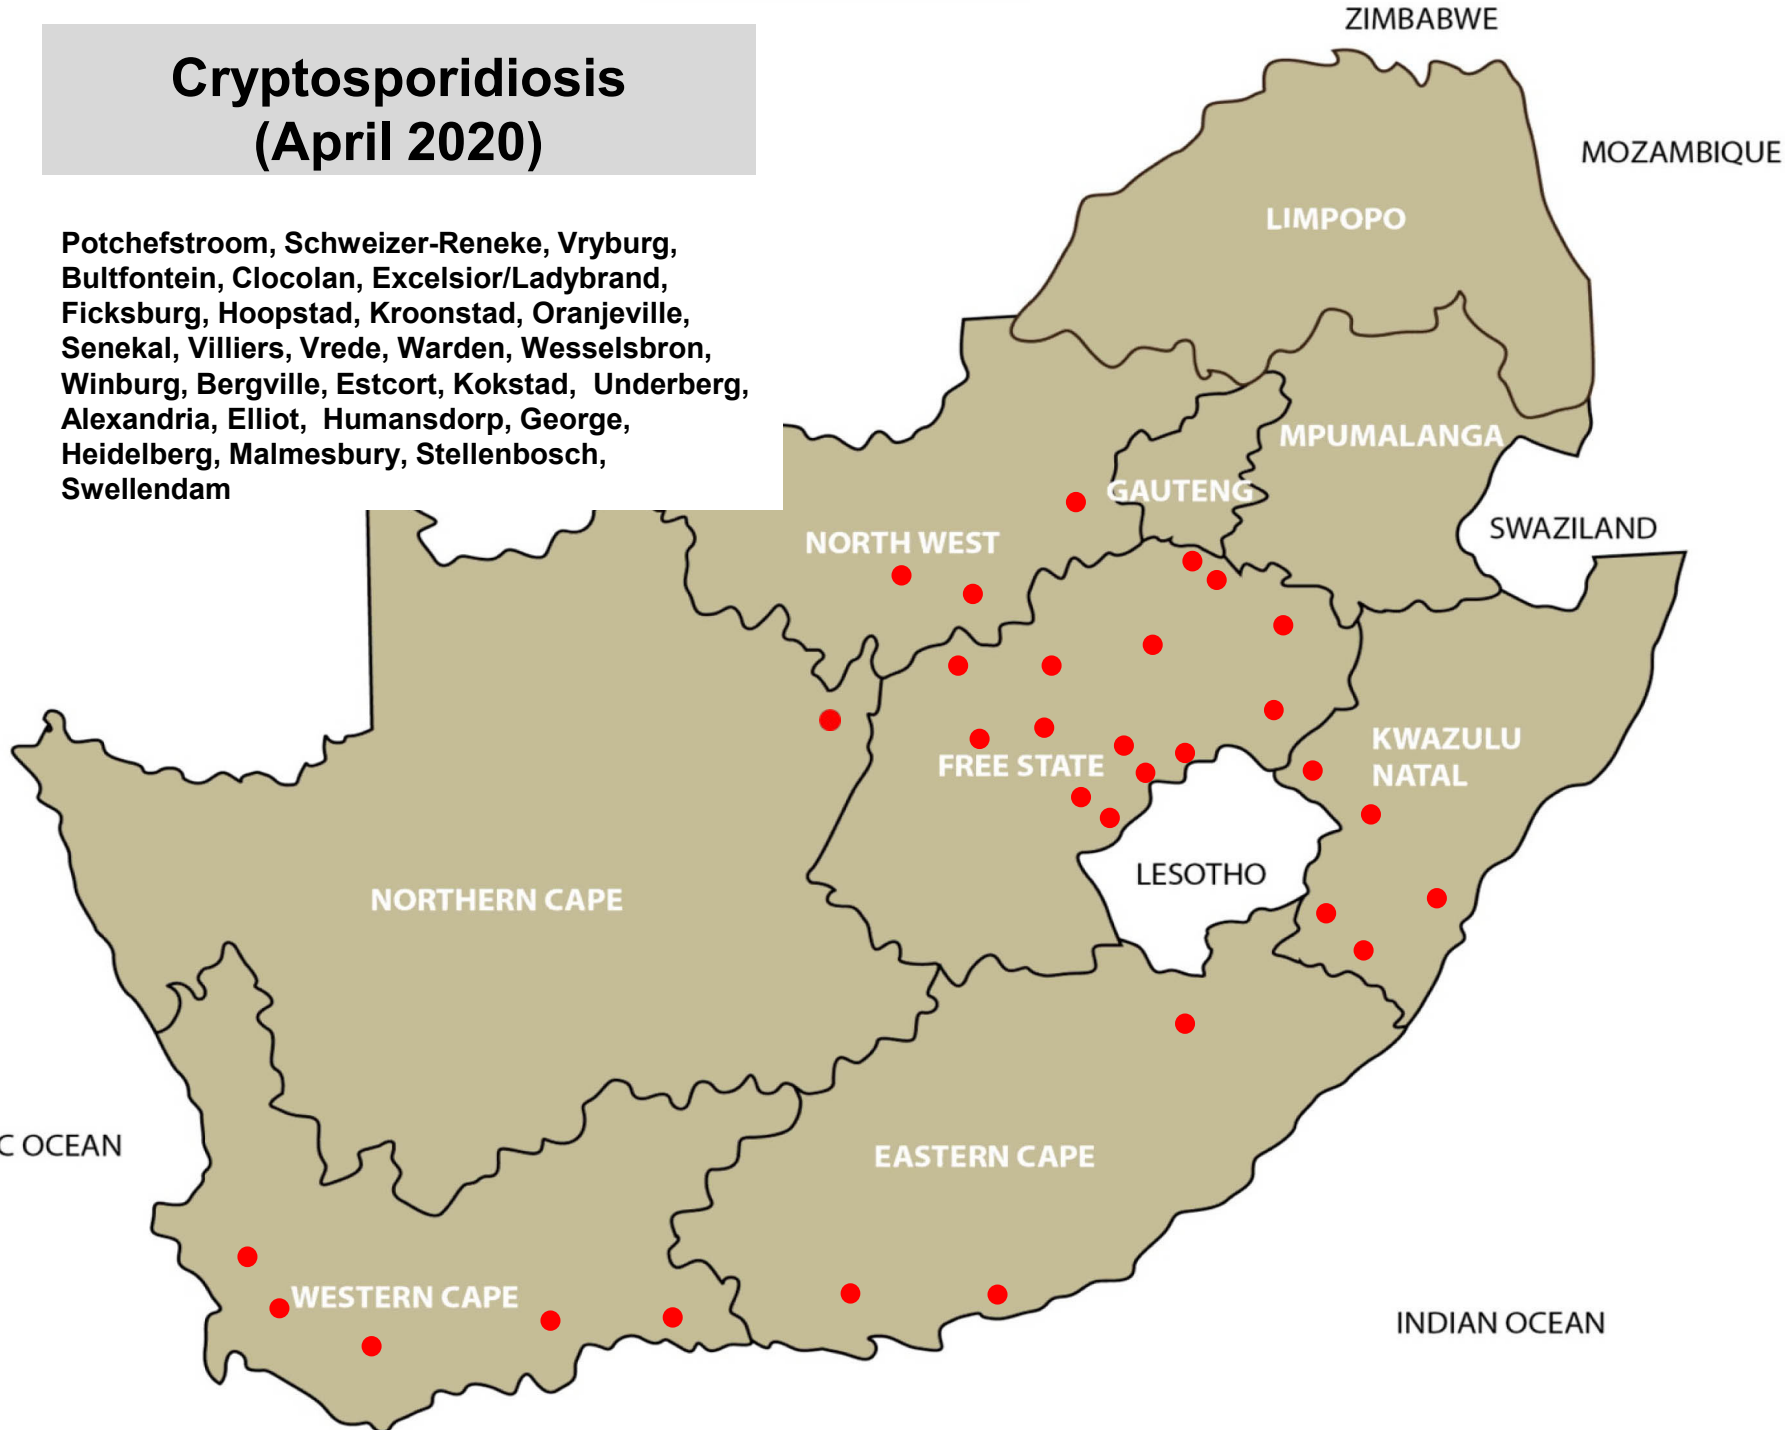 Cryptosporidiosis
(April 2020)
Potchefstroom, Schweizer-Reneke, Vryburg,
Bultfontein, Clocolan, Excelsior/Ladybrand,
Ficksburg, Hoopstad, Kroonstad, Oranjeville,
Senekal, Villiers, Vrede, Warden, Wesselsbron,
Winburg, Bergville, Estcort, Kokstad, Underberg,
Alexandria, Elliot, Humansdorp, George,
Heidelberg, Malmesbury, Stellenbosch,
Swellendam
ZIMBABWE
MOZAMBIQUE
LIMPOPO
MPUMALANGA
GAUTENG
SWAZILAND
NORTH WEST
KWAZULU
NATAL
FREE STATE
LESOTHO
NORTHERN CAPE
C OCEAN
EASTERN CAPE
WESTERN CAPE
INDIAN OCEAN